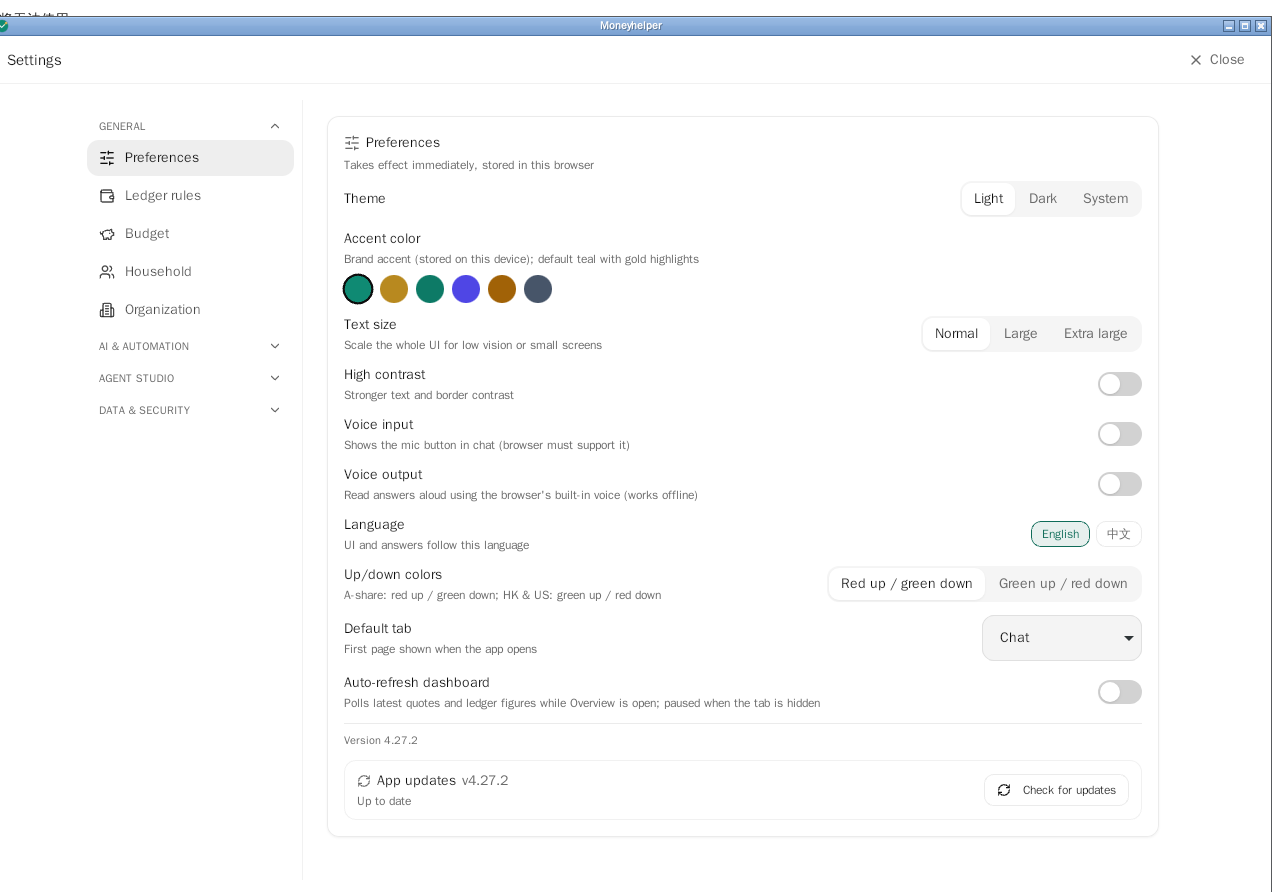 Moneyhelper
Settings
Close
GENERAL
Preferences
Ledger rules
Budget
Household
Organization
AI & AUTOMATION
AGENT STUDIO
DATA & SECURITY
Preferences
Takes effect immediately, stored in this browser
Theme
Light Dark System
Accent color
Brand accent (stored on this device); default teal with gold highlights
Text size
Normal Large Extra large
Scale the whole UI for low vision or small screens
High contrast
Stronger text and border contrast
Voice input
Shows the mic button in chat (browser must support it)
Voice output
Read answers aloud using the browser's built-in voice (works offline)
Language
English 中文
UI and answers follow this language
Up/down colors
Red up / green down Green up / red down
A-share: red up / green down; HK & US: green up / red down
Default tab
Chat
First page shown when the app opens
Auto-refresh dashboard
Polls latest quotes and ledger figures while Overview is open; paused when the tab is hidden
Version 4.27.2
App updates v4.27.2
Up to date
Check for updates